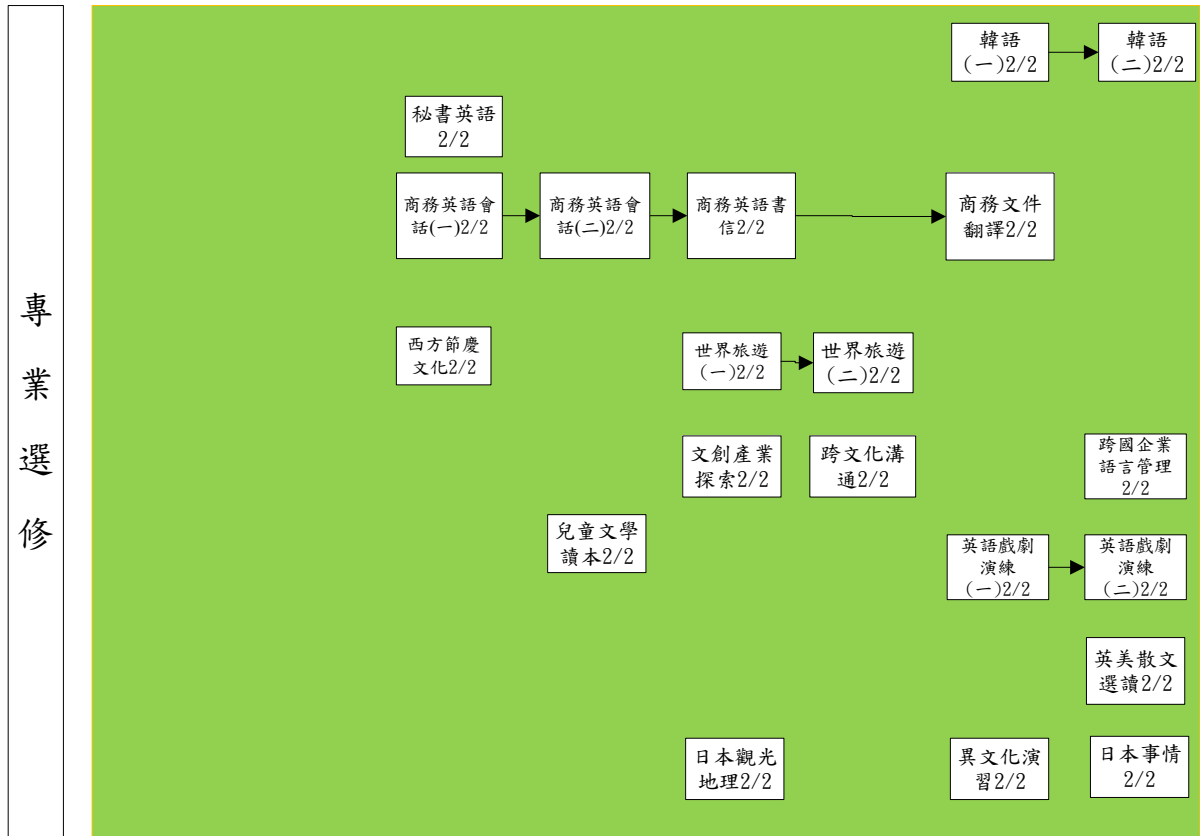 專
業
選
修
韓語
(一)2/2
韓語
(二)2/2
秘書英語
2/2
商務英語會
話(一)2/2
商務英語會
話(二)2/2
商務英語書
信2/2
商務文件
翻譯2/2
西方節慶
文化2/2
世界旅遊
(一)2/2
世界旅遊
(二)2/2
文創產業
探索2/2
跨文化溝
通2/2
跨國企業
語言管理
2/2
兒童文學
讀本2/2
英語戲劇
演練
(一)2/2
英語戲劇
演練
(二)2/2
英美散文
選讀2/2
日本觀光
地理2/2
異文化演
習2/2
日本事情
2/2